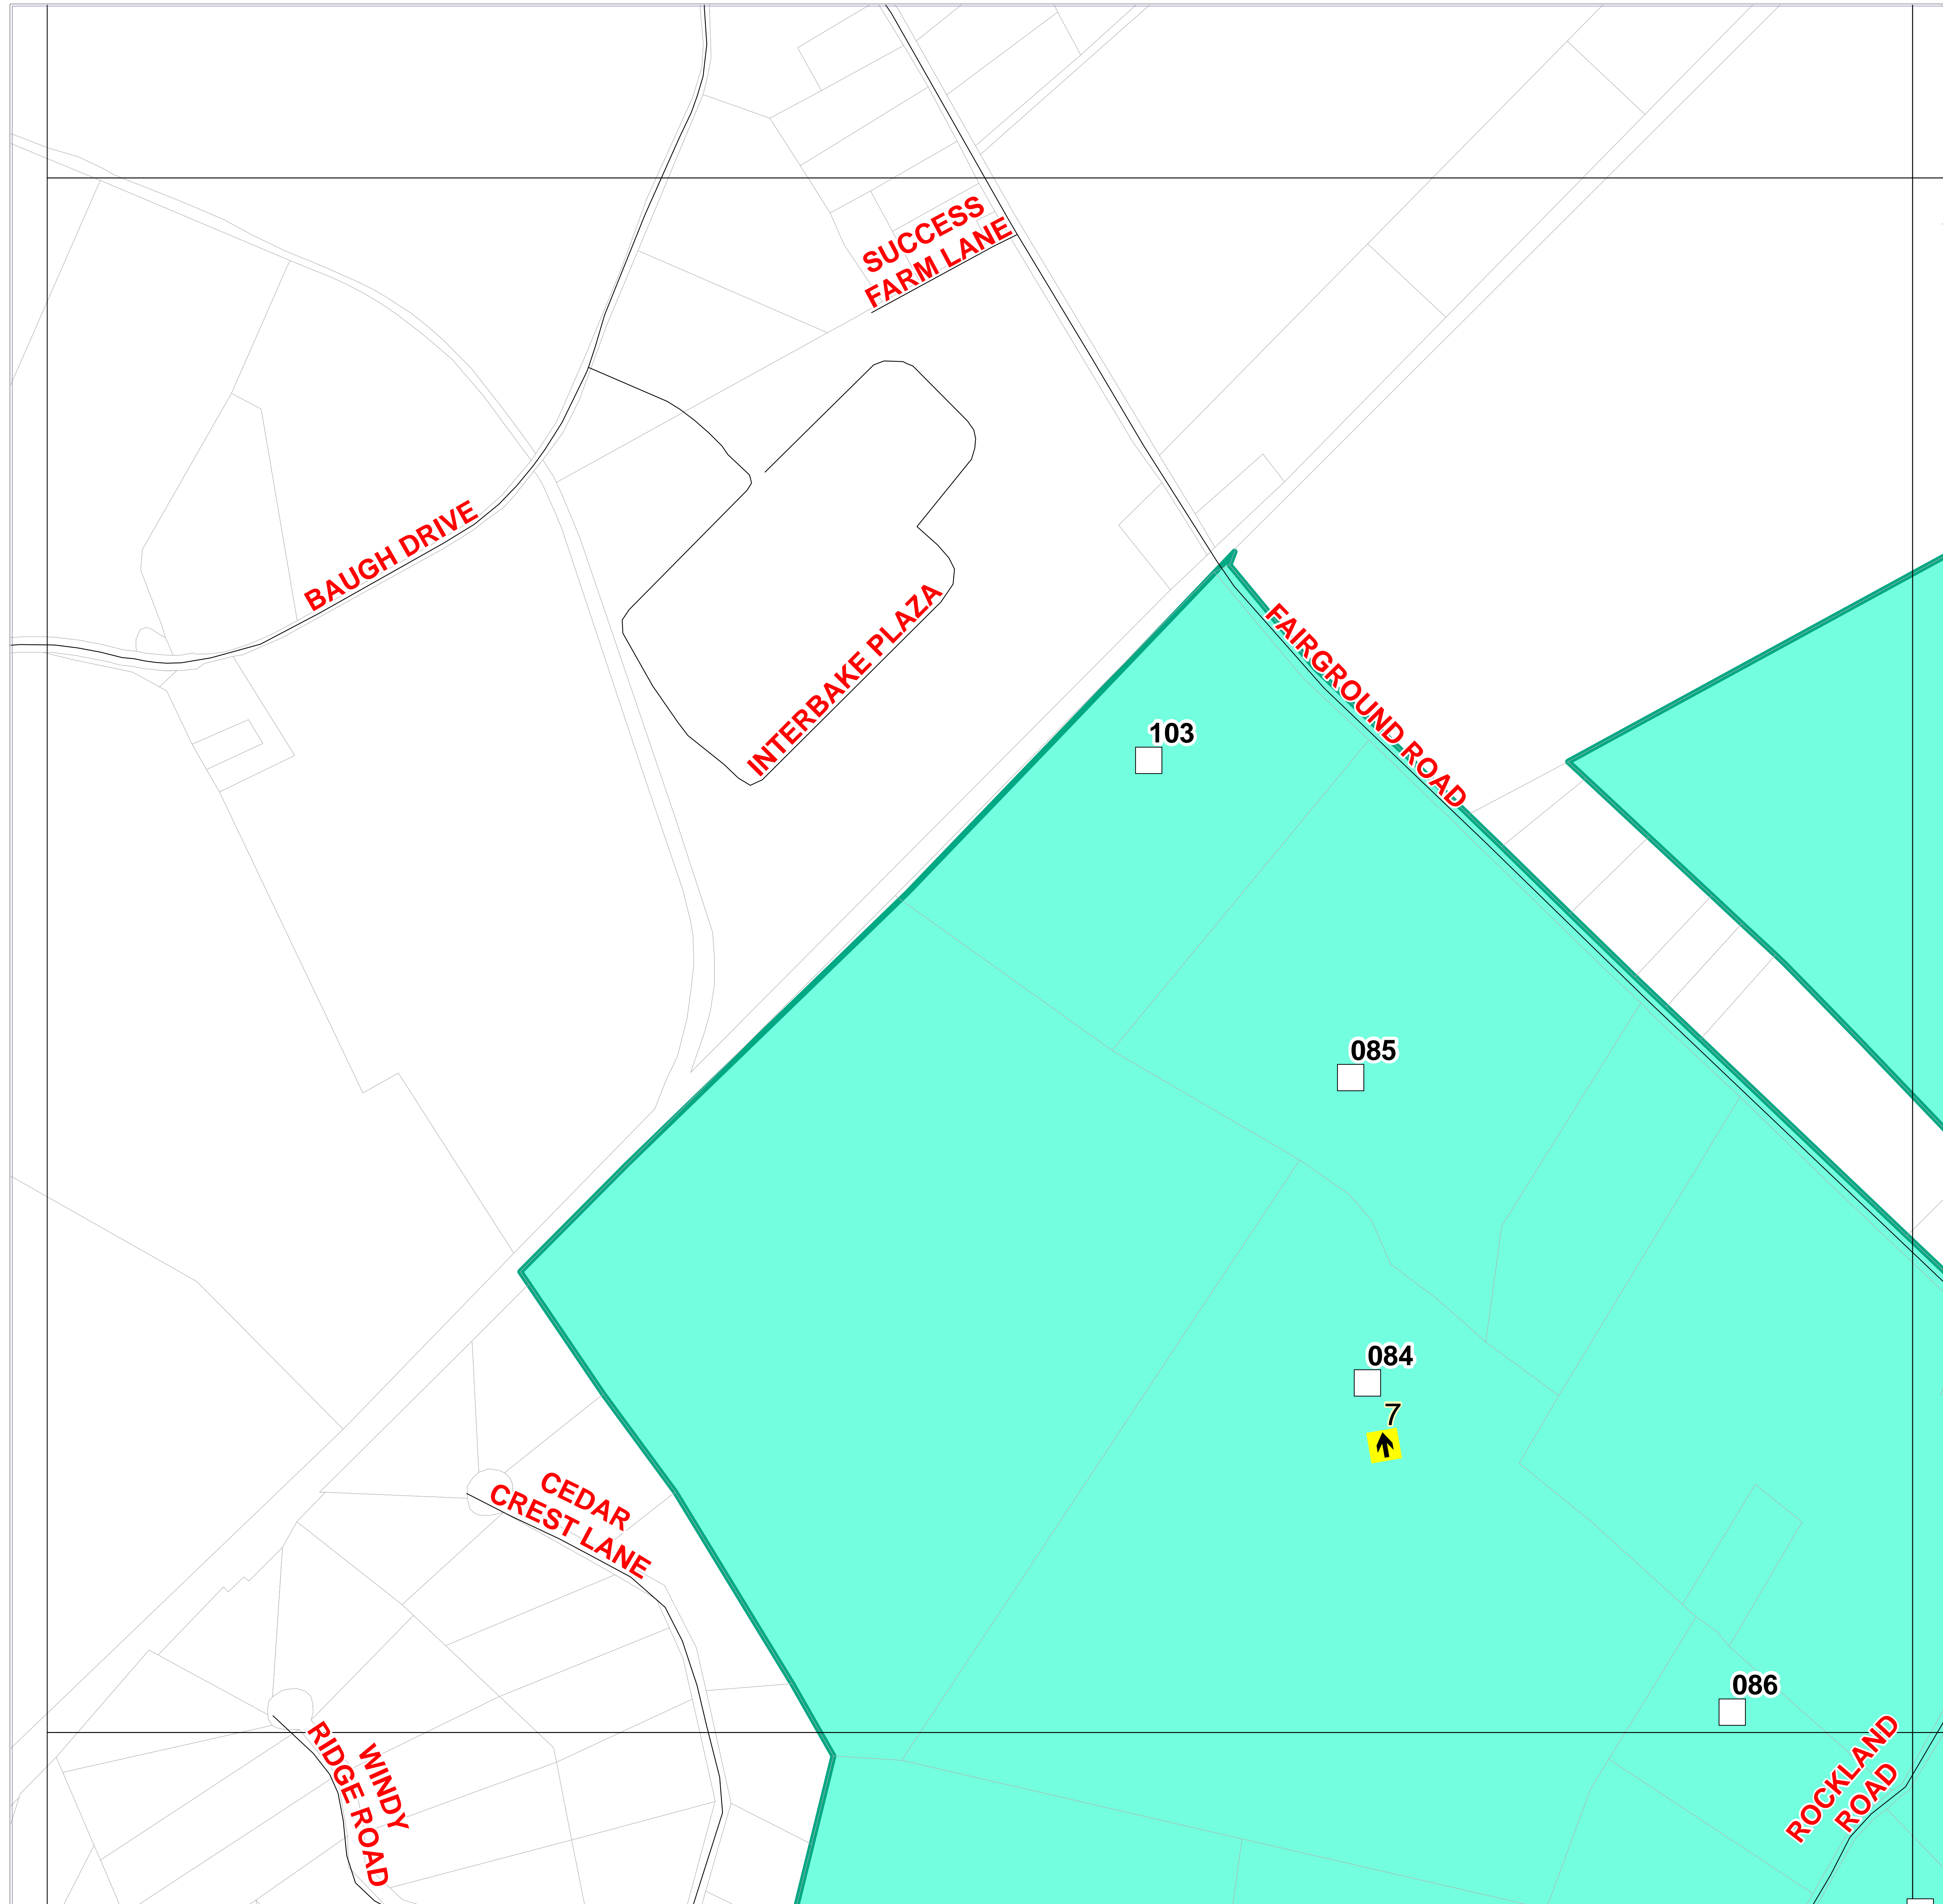 SUCCESS
FARM LANE
BAUGH DRIVE
INTERBAKE PLAZA
FAIRGROUND ROAD
103
085
084
7
CEDAR
CREST LANE
086
WINDY
RIDGE ROAD
ROCKLAND
ROAD